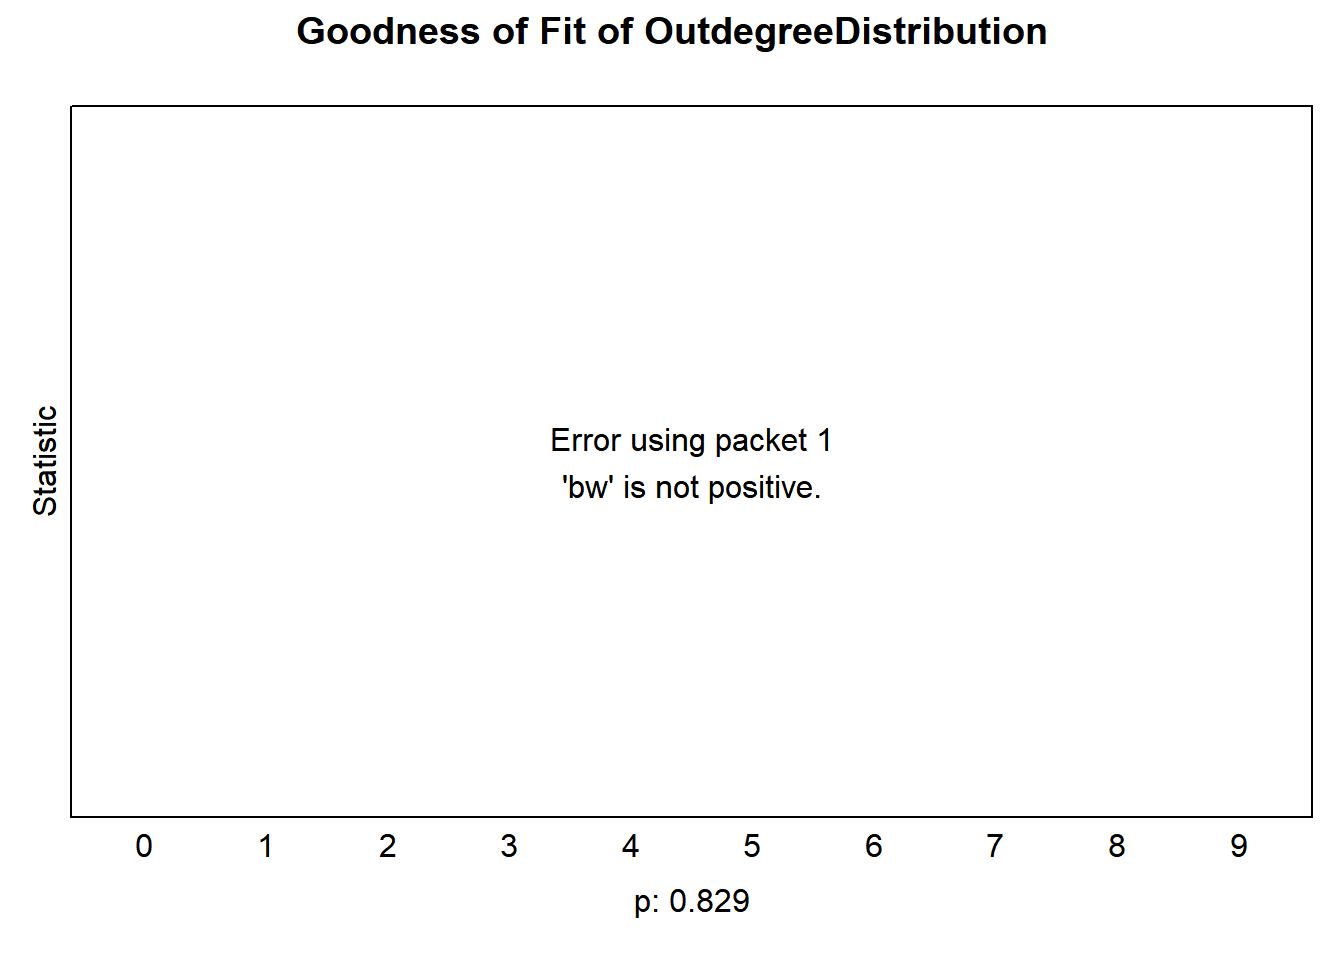 Goodness of Fit of OutdegreeDistribution
Statistic
Error using packet 1
'bw' is not positive.
0 1 2 3 4 5 6 7 8 9
p: 0.829